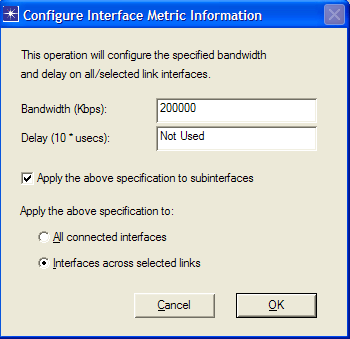 Configure Interface Metric Information
This operation will configure the specified bandwidth
and delay on all/selected link interfaces.
Bandwidth (Kbps): 200000
Delay (10 * usecs): Not Used
Apply the above specification to subinterfaces
Apply the above specification to:
All connected interfaces
Interfaces across selected links
Cancel OK